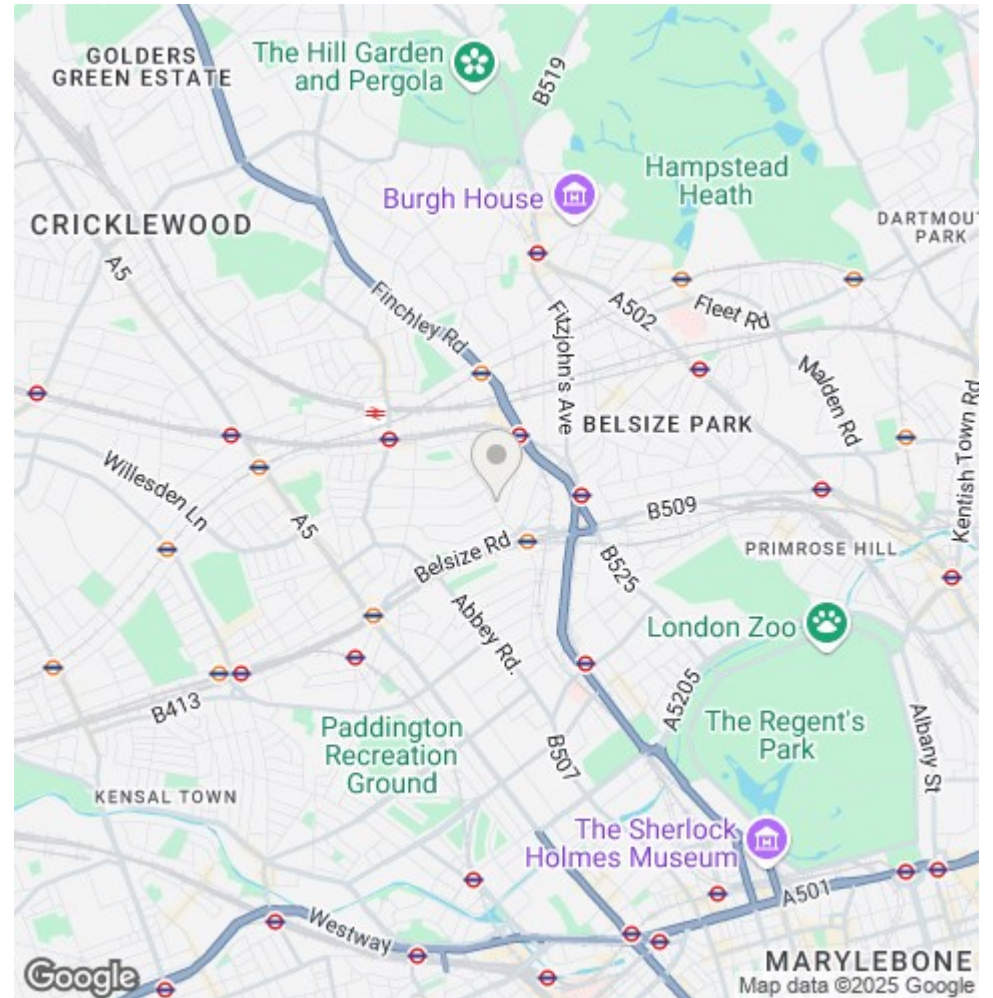 GOLDERS
GREEN ESTATE
The Hill Garden
and Pergola
B519
Hampstead
Heath
Burgh House
DARTMOU
PARK
CRICKLEWOOD
A5
Finchley Rd
A502
Fleet Rd
Fitzjohn's Ave
Malden Rd
BELSIZE PARK
Kentish Town Rd
Willesden Ln
A5
B509
Belsize Rd
B525
PRIMROSE HILL
Abbey Rd.
London Zoo
A5205
B413
The Regent's
Park
Albany St
Paddington
Recreation
Ground
B507
KENSAL TOWN
The Sherlock
Holmes Museum
A501
Westway
MARYLEBONE
Google
Map data ©2025 Google